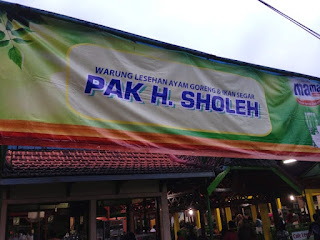 WARUNG LESEHAN AYAM GORENG & IKAN SEGAR
PAK H. SHOLEH